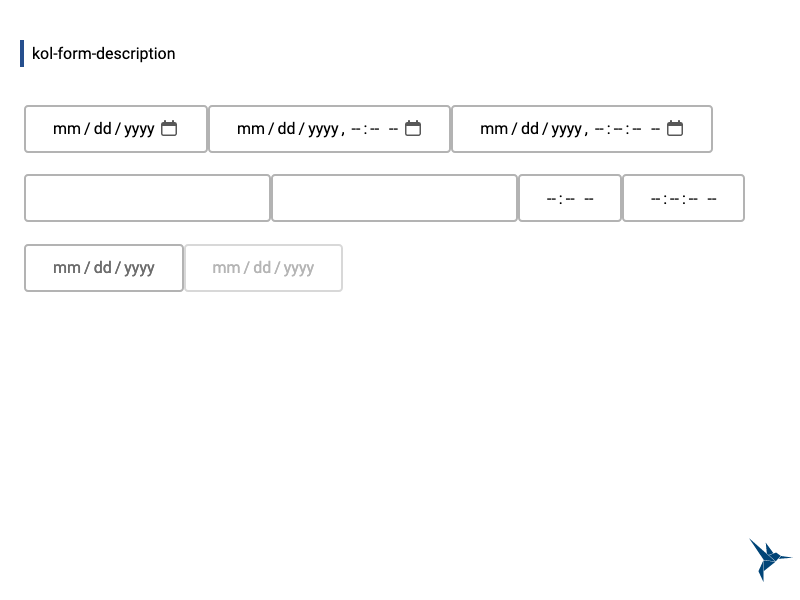 kol-form-description
mm / dd / yyyy mm / dd / yyyy, --:-- -- mm / dd / yyyy, --:--:-- --
--:-- -- --:--:-- --
mm / dd / yyyy mm / dd / yyyy